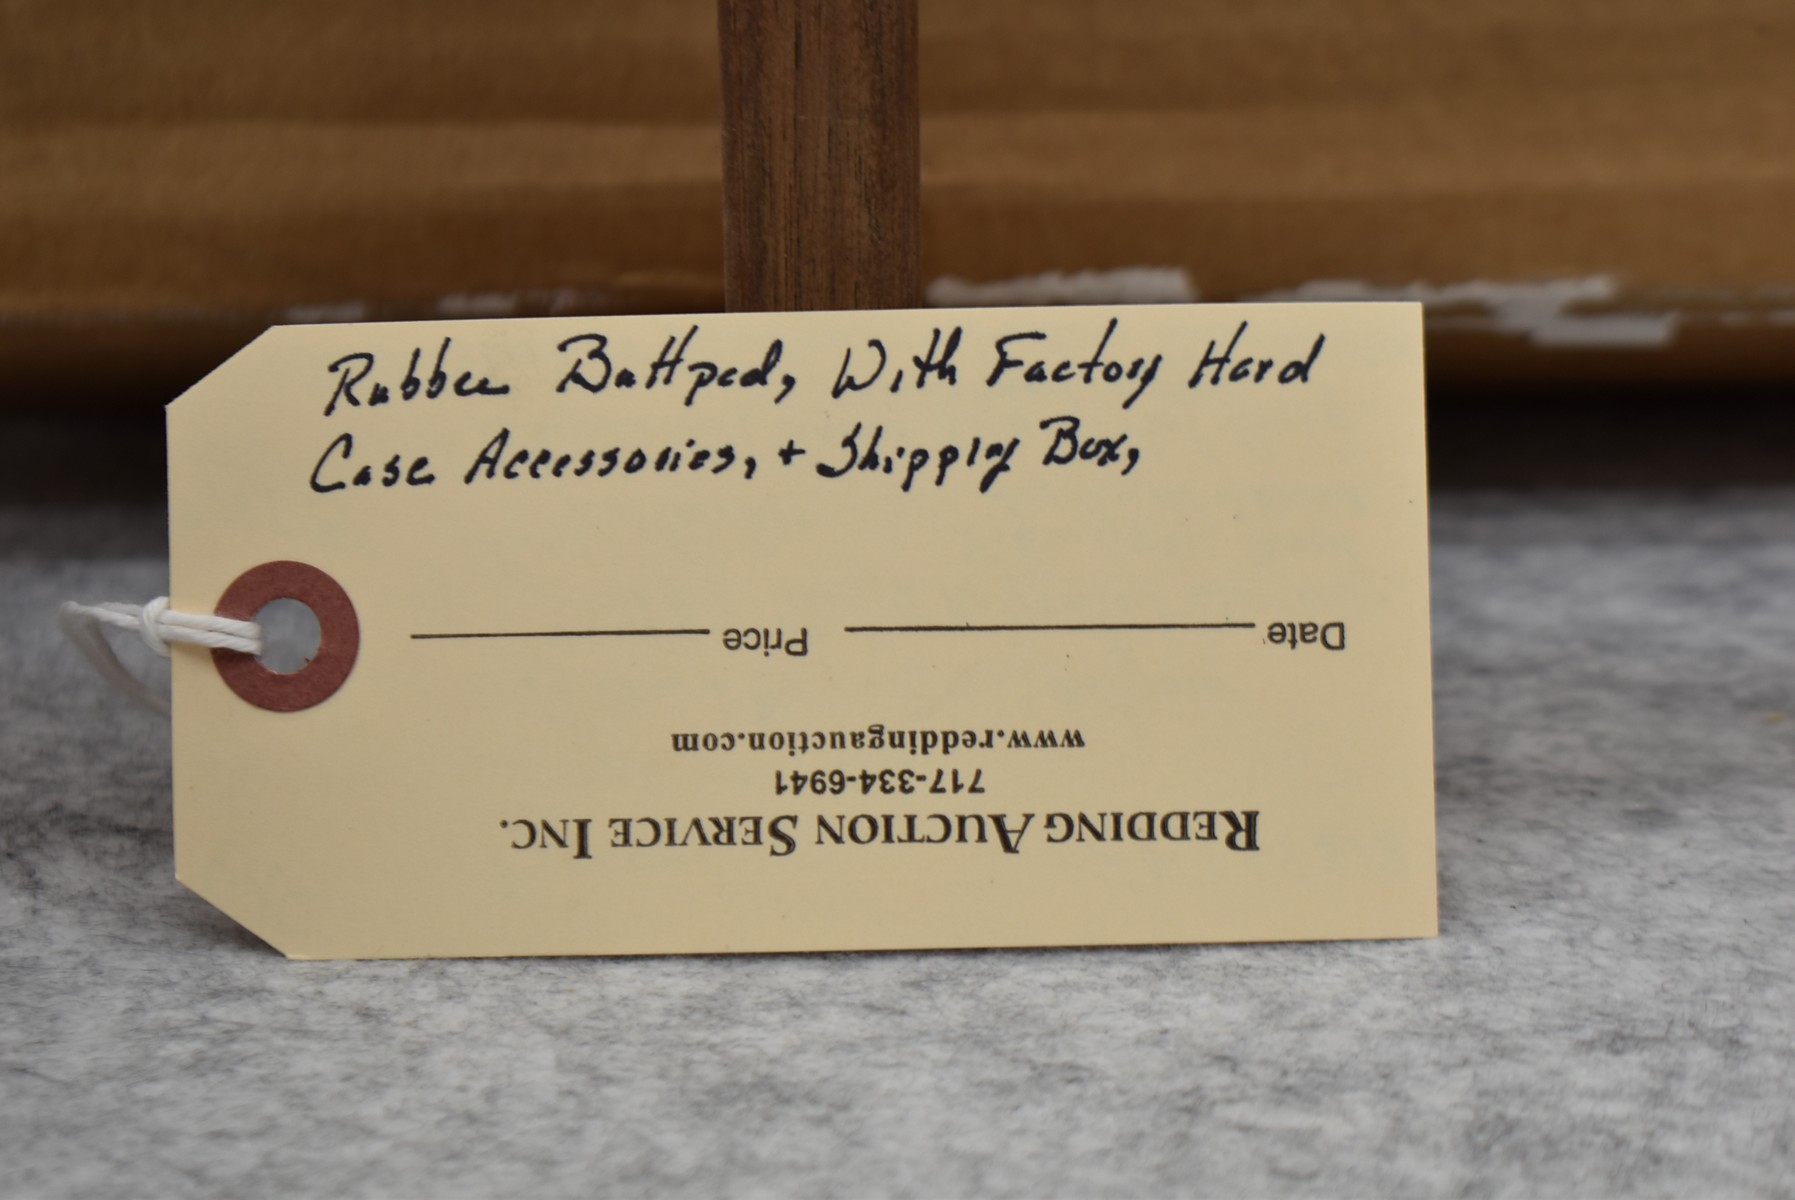 Rubber Buttpad, With Factory Hard
Case Accessories, + Shipping Box,
Date Price
www.reddingauction.com
717-334-6941
REDDING AUCTION SERVICE INC.